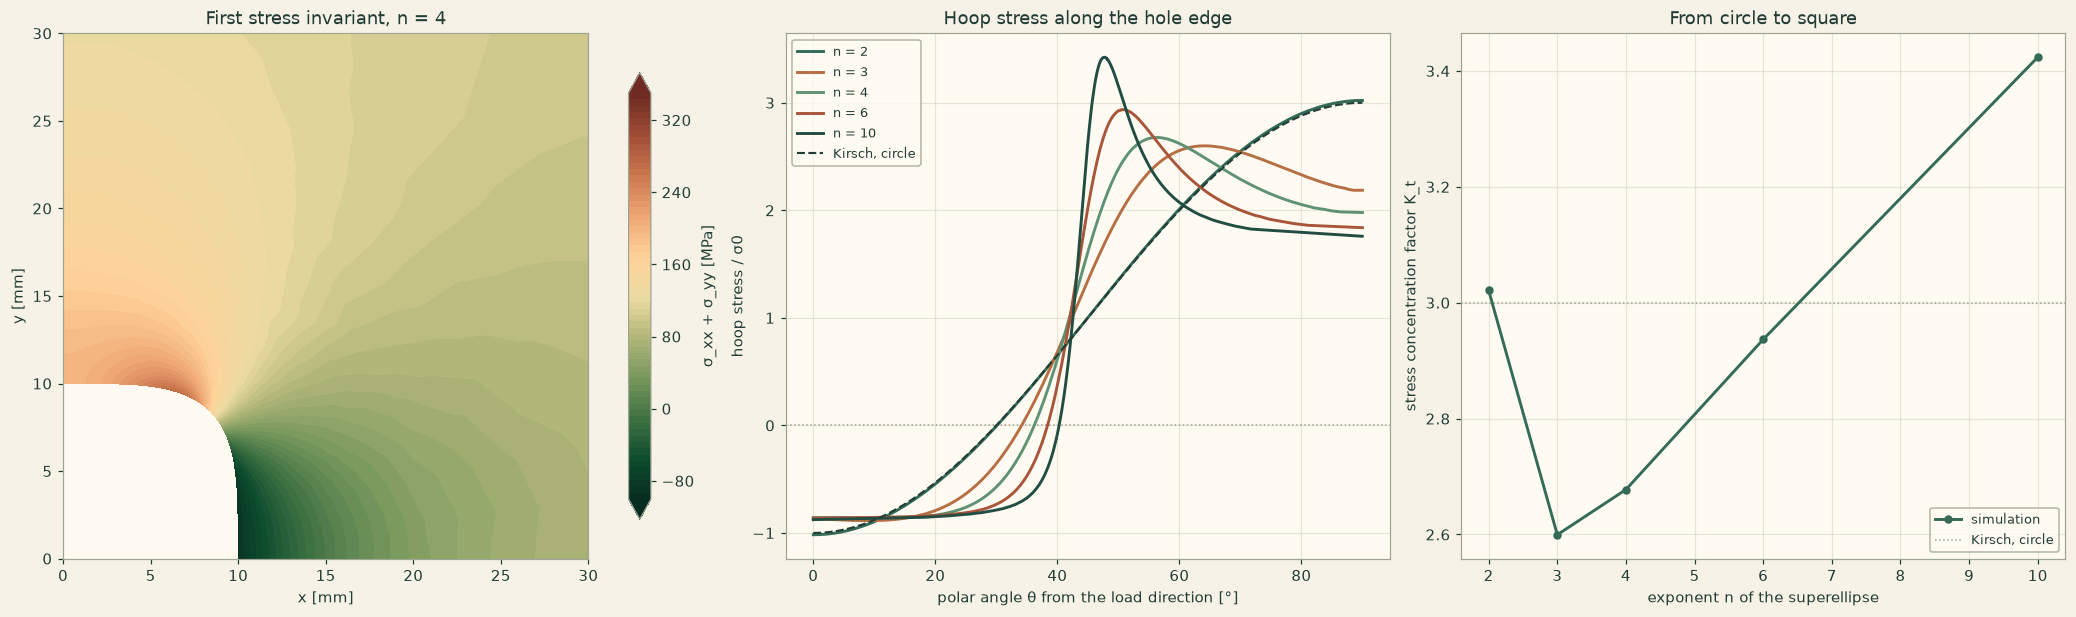 First stress invariant, n = 4
30
25
20
15
10
5
0
y [mm]
0 5 10 15 20 25 30
x [mm]
320
240
160
80
0
−80
σ_xx + σ_yy [MPa]
Hoop stress along the hole edge
n = 2
n = 3
n = 4
n = 6
n = 10
Kirsch, circle
3
2
1
0
−1
hoop stress / σ0
0 20 40 60 80
polar angle θ from the load direction [°]
From circle to square
3.4
3.2
3.0
2.8
2.6
stress concentration factor K_t
simulation
Kirsch, circle
2 3 4 5 6 7 8 9 10
exponent n of the superellipse